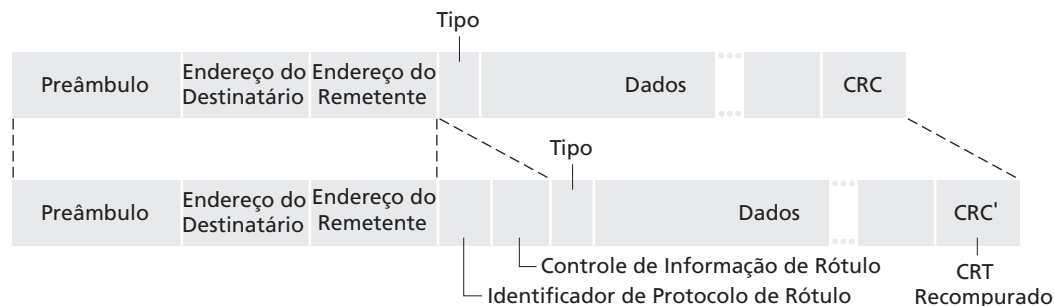 Tipo
Preâmbulo
Endereço do
Destinatário
Endereço do
Remetente
Dados
CRC
Tipo
Preâmbulo
Endereço do
Destinatário
Endereço do
Remetente
Dados
CRC'
Controle de Informação de Rótulo
Identificador de Protocolo de Rótulo
CRT
Recompurado